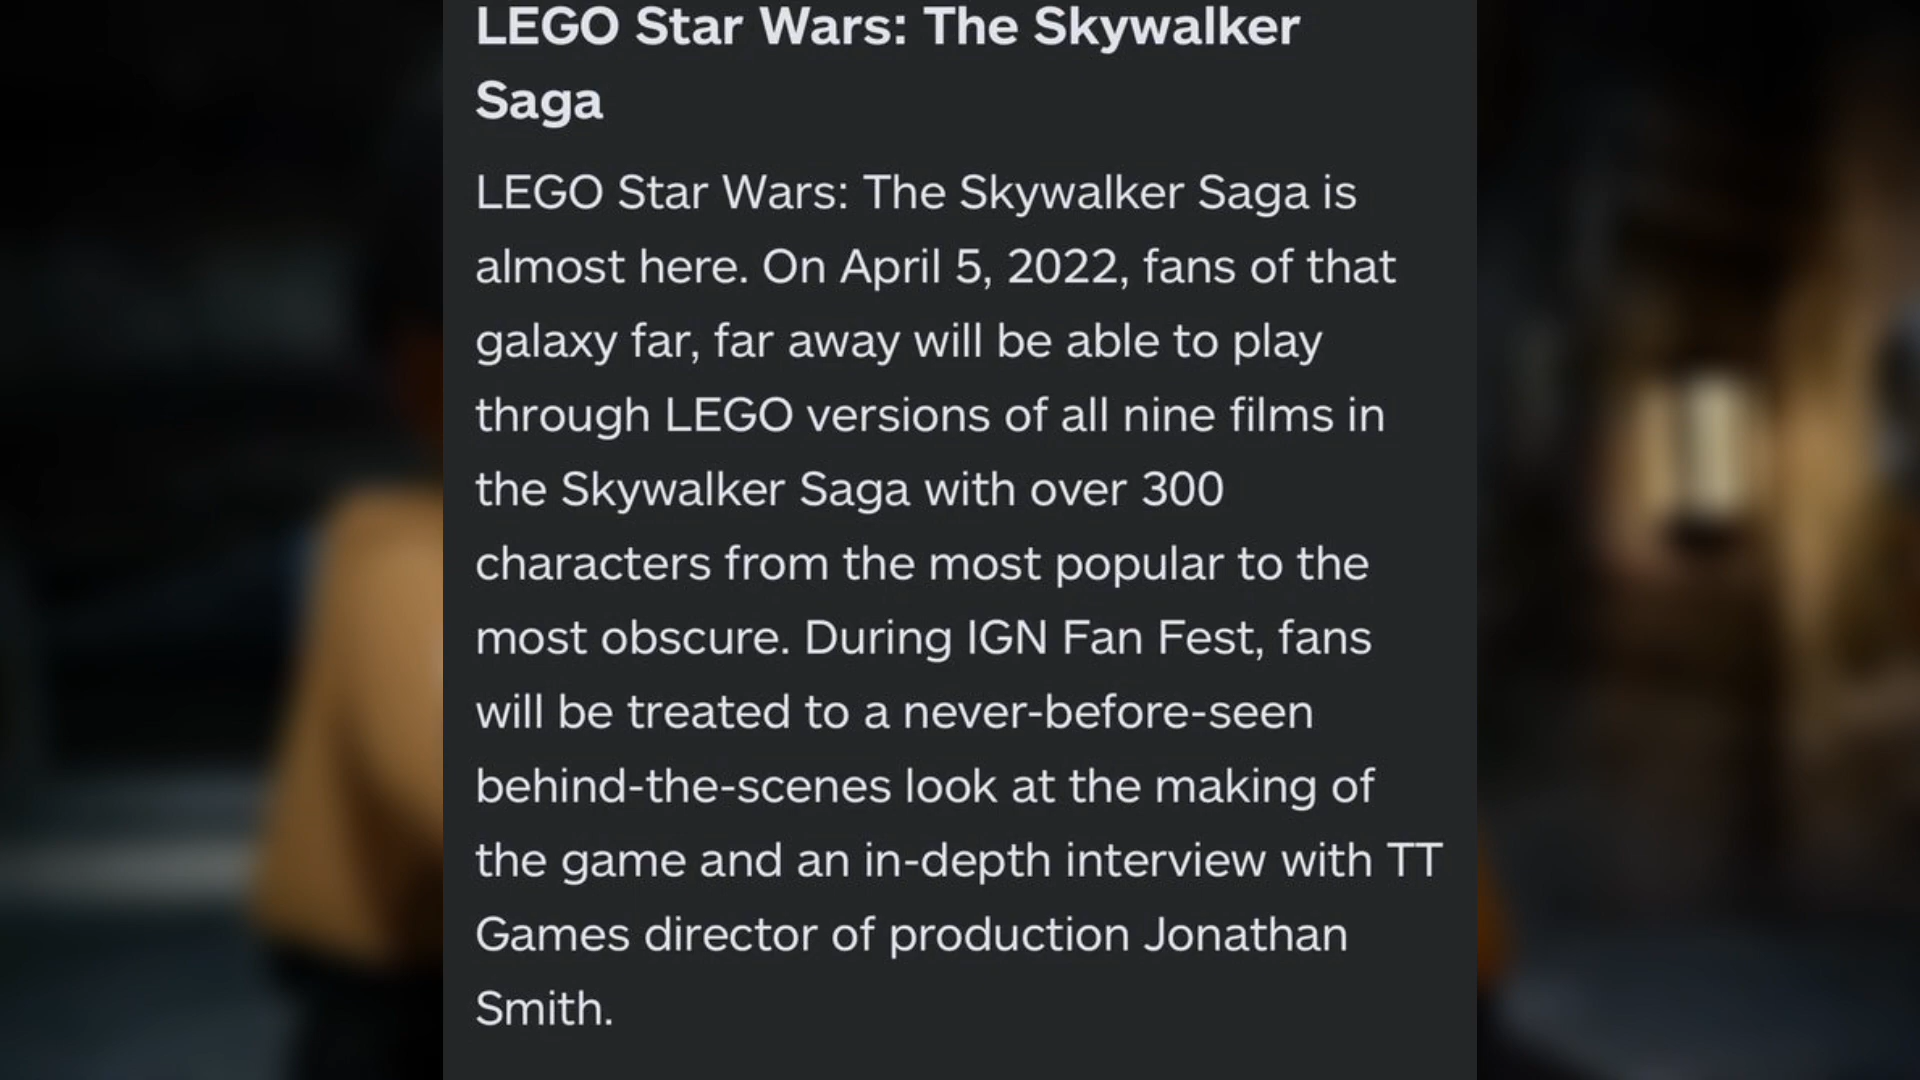 LEGO Star Wars: The Skywalker
Saga
LEGO Star Wars: The Skywalker Saga is
almost here. On April 5, 2022, fans of that
galaxy far, far away will be able to play
through LEGO versions of all nine films in
the Skywalker Saga with over 300
characters from the most popular to the
most obscure. During IGN Fan Fest, fans
will be treated to a never-before-seen
behind-the-scenes look at the making of
the game and an in-depth interview with TT
Games director of production Jonathan
Smith.